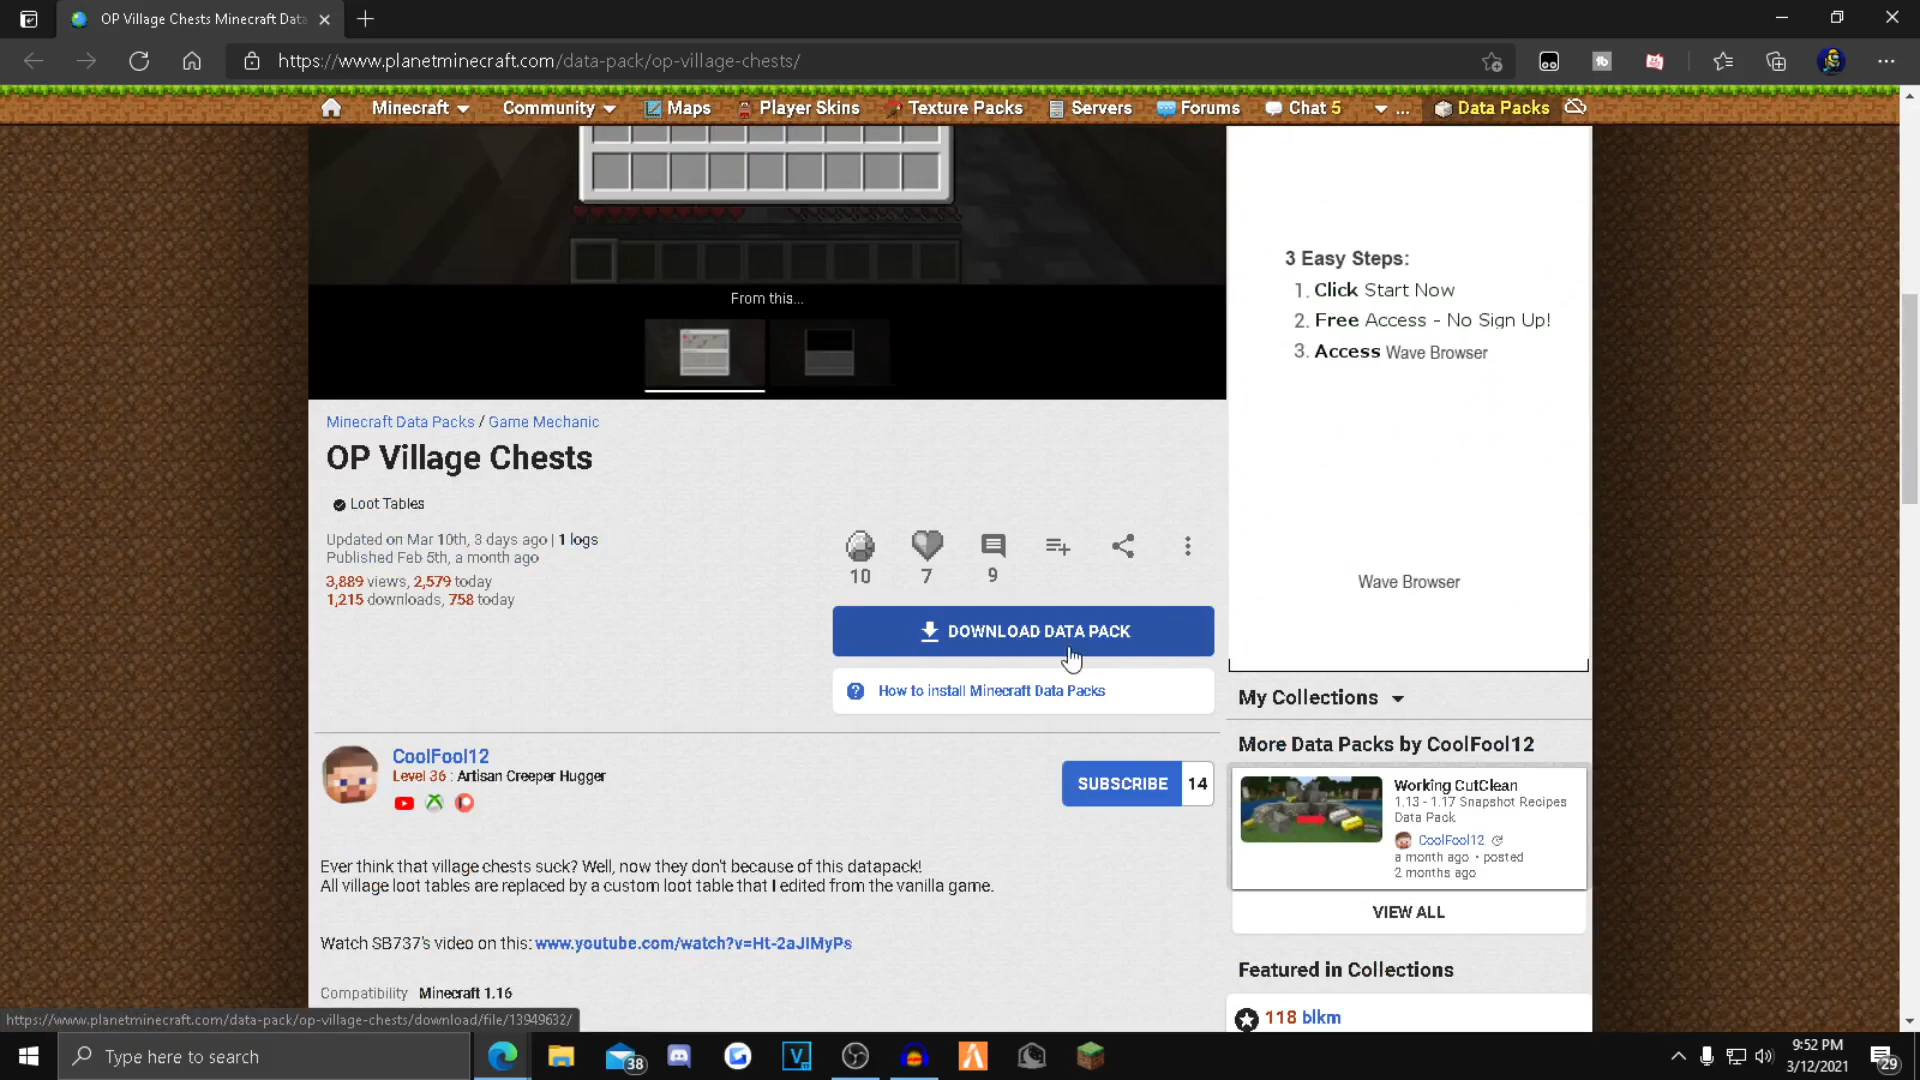 OP Village Chests Minecraft Data
https://www.planetminecraft.com/data-pack/op-village-chests/
Minecraft
Community
Maps
Player Skins
Texture Packs
Servers
Forums
Chat 5
...
Data Packs
From this...
3 Easy Steps:
1. Click Start Now
2. Free Access - No Sign Up!
3. Access Wave Browser
Wave Browser
Minecraft Data Packs / Game Mechanic
OP Village Chests
Loot Tables
Updated on Mar 10th, 3 days ago | 1 logs
Published Feb 5th, a month ago
3,889 views, 2,579 today
1,215 downloads, 758 today
10
7
9
DOWNLOAD DATA PACK
How to install Minecraft Data Packs
CoolFool12
Level 36 : Artisan Creeper Hugger
SUBSCRIBE 14
Ever think that village chests suck? Well, now they don't because of this datapack!
All village loot tables are replaced by a custom loot table that I edited from the vanilla game.
Watch SB737's video on this: www.youtube.com/watch?v=Ht-2aJIMyPs
Compatibility Minecraft 1.16
My Collections
More Data Packs by CoolFool12
Working CutClean
1.13 - 1.17 Snapshot Recipes
Data Pack
CoolFool12
a month ago • posted
2 months ago
VIEW ALL
Featured in Collections
118 blkm
https://www.planetminecraft.com/data-pack/op-village-chests/download/file/13949632/
Type here to search
38
9:52 PM
3/12/2021
29